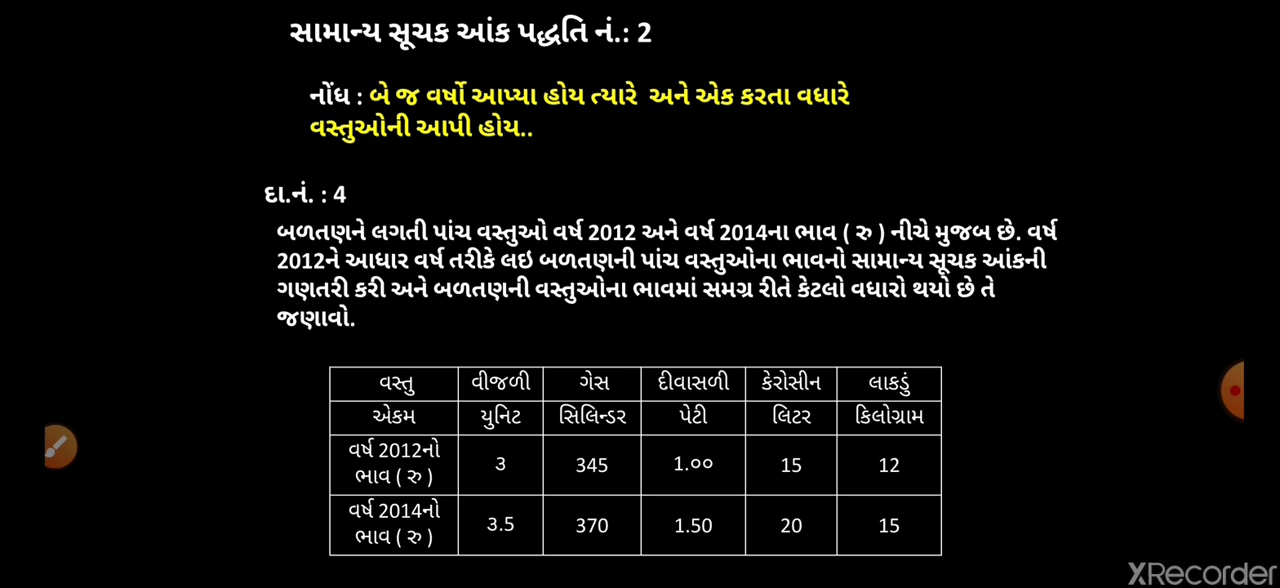 સામાન્ય સૂચક આંક પદ્ધતિ નં.: 2
નોંધ : બે જ વર્ષો આપ્યા હોય ત્યારે અને એક કરતા વધારે
વસ્તુઓની આપી હોય..
દા.નં. : 4
બળતણને લગતી પાંચ વસ્તુઓ વર્ષ 2012 અને વર્ષ 2014ના ભાવ ( રુ ) નીચે મુજબ છે. વર્ષ
2012ને આધાર વર્ષ તરીકે લઇ બળતણની પાંચ વસ્તુઓના ભાવનો સામાન્ય સૂચક આંકની
ગણતરી કરી અને બળતણની વસ્તુઓના ભાવમાં સમગ્ર રીતે કેટલો વધારો થયો છે તે
જણાવો.
વસ્તુ વીજળી ગેસ દીવાસળી કેરોસીન લાકડું
એકમ યુનિટ સિલિન્ડર પેટી લિટર કિલોગ્રામ
વર્ષ 2012નો
ભાવ ( રુ ) ૩ 345 1.૦૦ 15 12
વર્ષ 2014નો
ભાવ ( રુ ) ૩.5 370 1.50 20 15
XRecorder